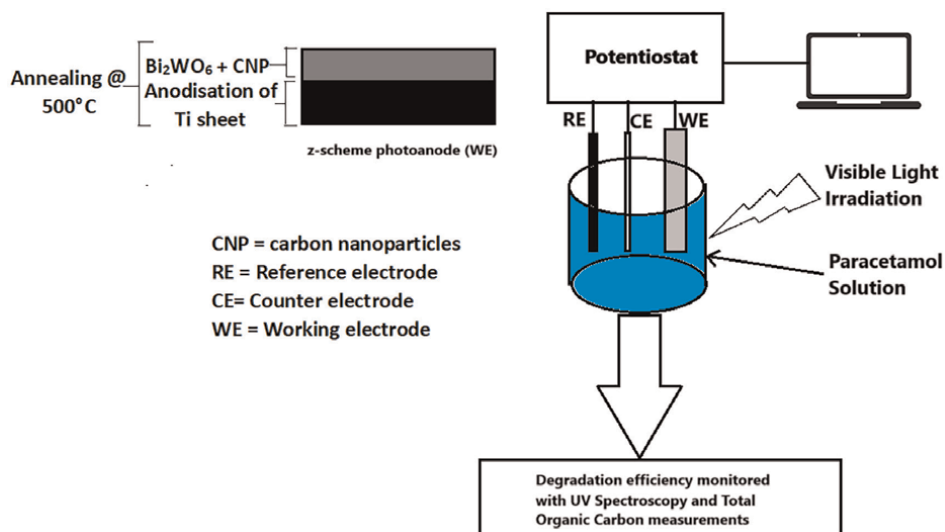 Annealing @
500°C
Bi₂WO₆ + CNP
Anodisation of
Ti sheet
z-scheme photoanode (WE)
CNP = carbon nanoparticles
RE = Reference electrode
CE= Counter electrode
WE = Working electrode
Potentiostat
RE
CE
WE
Visible Light
Irradiation
Paracetamol
Solution
Degradation efficiency monitored
with UV Spectroscopy and Total
Organic Carbon measurements